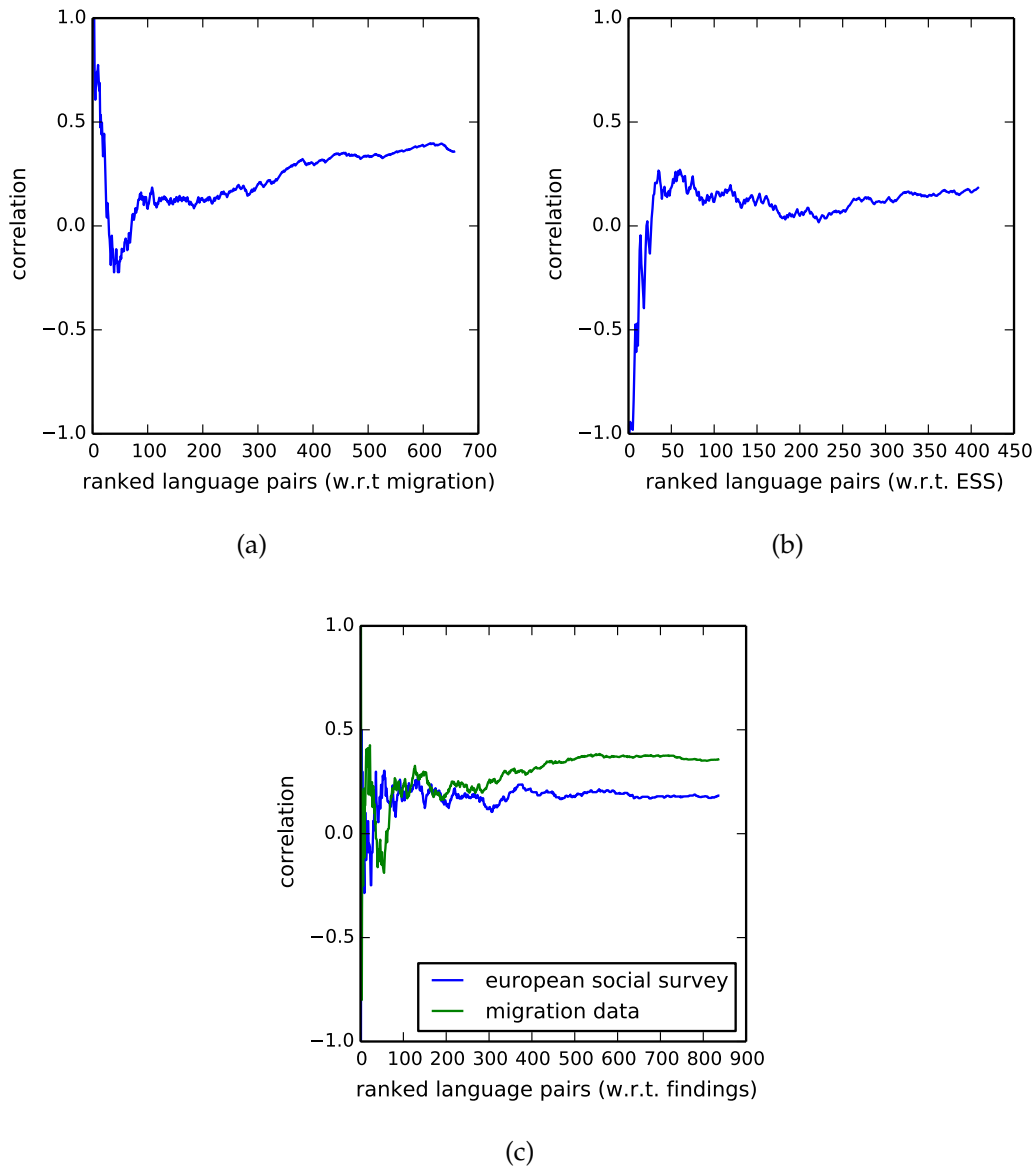 1.0
0.5
0.0
−0.5
−1.0
correlation
0 100 200 300 400 500 600 700
ranked language pairs (w.r.t migration)
(a)
1.0
0.5
0.0
−0.5
−1.0
correlation
0 50 100 150 200 250 300 350 400 450
ranked language pairs (w.r.t. ESS)
(b)
1.0
0.5
0.0
−0.5
−1.0
correlation
european social survey
migration data
0 100 200 300 400 500 600 700 800 900
ranked language pairs (w.r.t. findings)
(c)